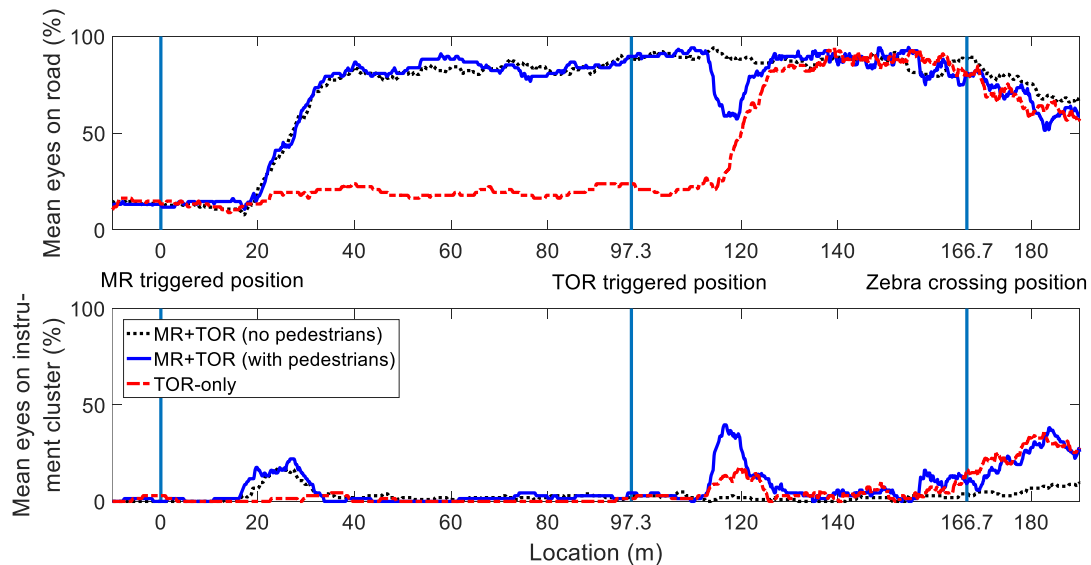 Mean eyes on road (%)
100
50
0
0
20
40
60
80
97.3
120
140
166.7
180
MR triggered position
TOR triggered position
Zebra crossing position
Mean eyes on instru-
ment cluster (%)
100
50
0
MR+TOR (no pedestrians)
MR+TOR (with pedestrians)
TOR-only
0
20
40
60
80
97.3
120
140
166.7
180
Location (m)